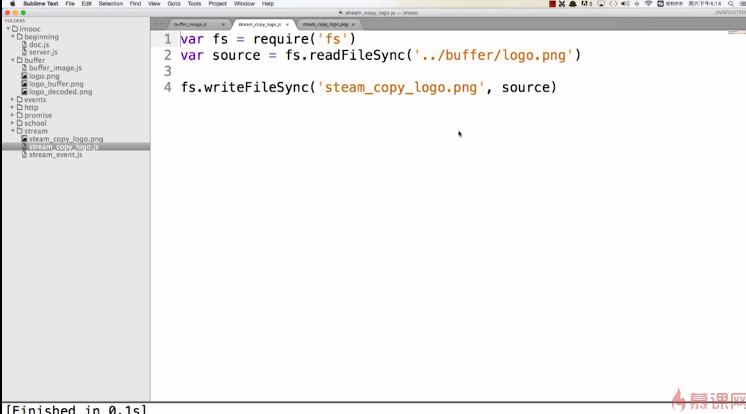 Sublime Text File Edit Selection Find View Goto Tools Project Window Help
周六下午4:14
stream_copy_logo.js — imooc
UNREGISTER
FOLDERS
imooc
beginning
doc.js
server.js
buffer
buffer_image.js
logo.png
logo_buffer.png
logo_decoded.png
events
http
promise
school
stream
steam_copy_logo.png
stream_copy_logo.js
stream_event.js
buffer_image.js × stream_copy_logo.js × steam_copy_logo.png ×
1 var fs = require('fs')
2 var source = fs.readFileSync('../buffer/logo.png')
3
4 fs.writeFileSync('steam_copy_logo.png', source)
[Finished in 0.1s]
慕课网